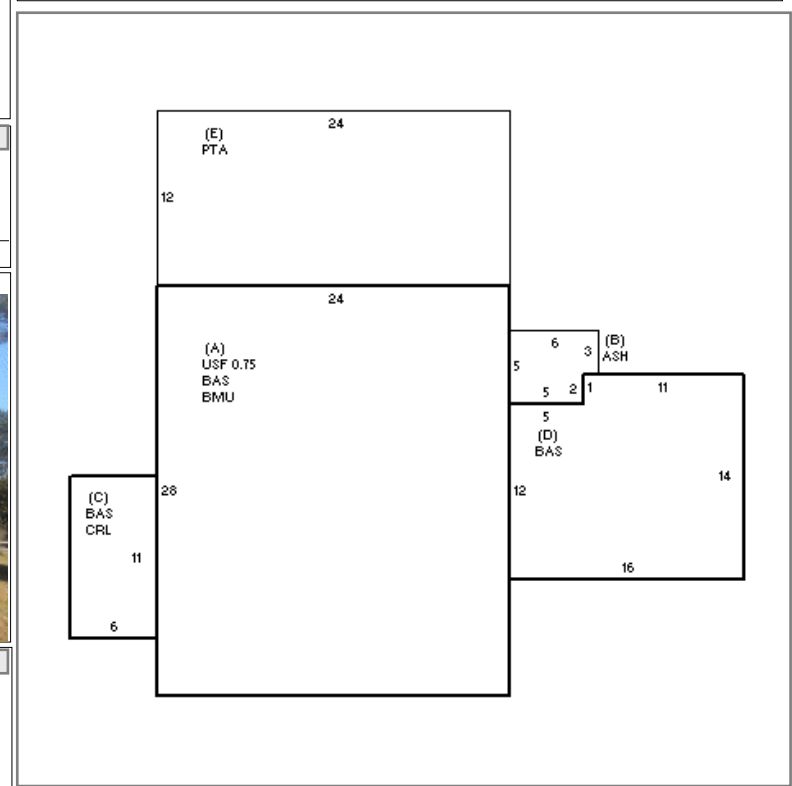 24
(E)
PTA
12
24
(A)
USF 0.75
BAS
BMU
6
3
(B)
ASH
5
5
2
1
11
5
(D)
BAS
14
28
12
(C)
BAS
CRL
11
16
6